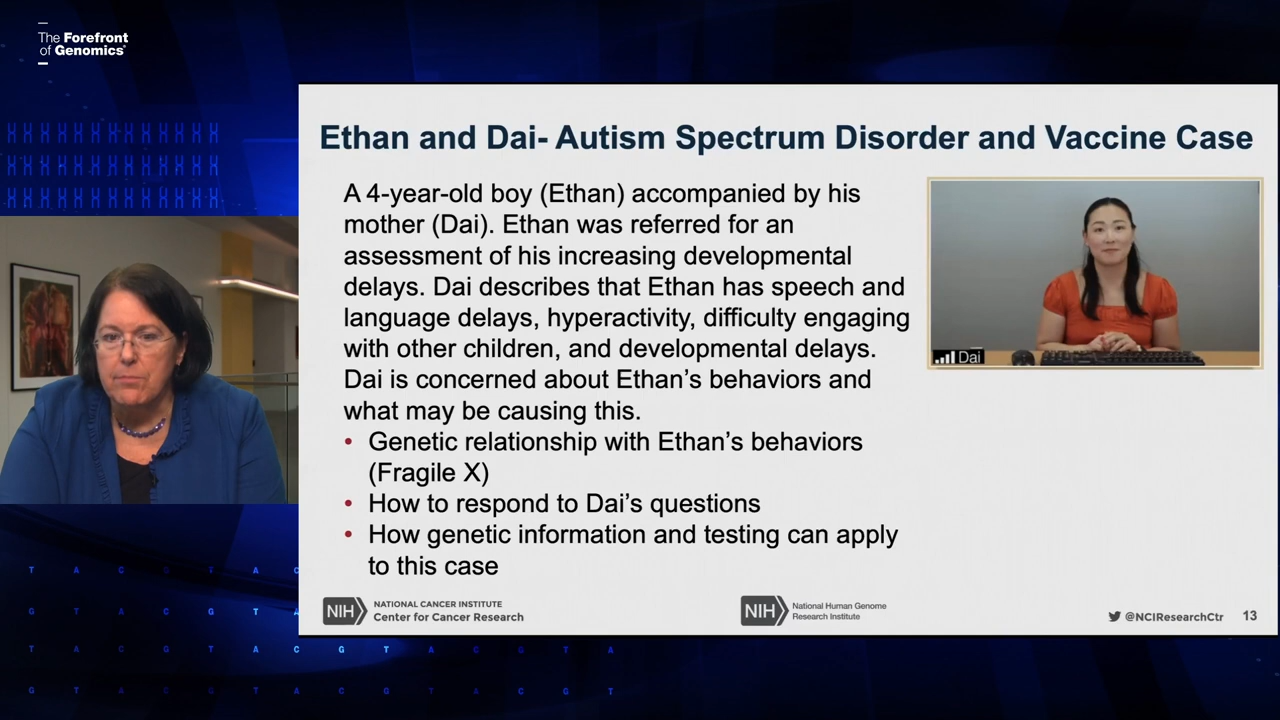 The Forefront
of Genomics®
Ethan and Dai- Autism Spectrum Disorder and Vaccine Case
A 4-year-old boy (Ethan) accompanied by his
mother (Dai). Ethan was referred for an
assessment of his increasing developmental
delays. Dai describes that Ethan has speech and
language delays, hyperactivity, difficulty engaging
with other children, and developmental delays.
Dai is concerned about Ethan's behaviors and
what may be causing this.
• Genetic relationship with Ethan's behaviors
(Fragile X)
• How to respond to Dai's questions
• How genetic information and testing can apply
to this case
Dai
NIH
NATIONAL CANCER INSTITUTE
Center for Cancer Research
NIH
National Human Genome
Research Institute
@NCIResearchCtr 13
T A C G T A C
G T A C G T A
T A C G T A C G T A C G T A
G T A C G T A C G T A C G T